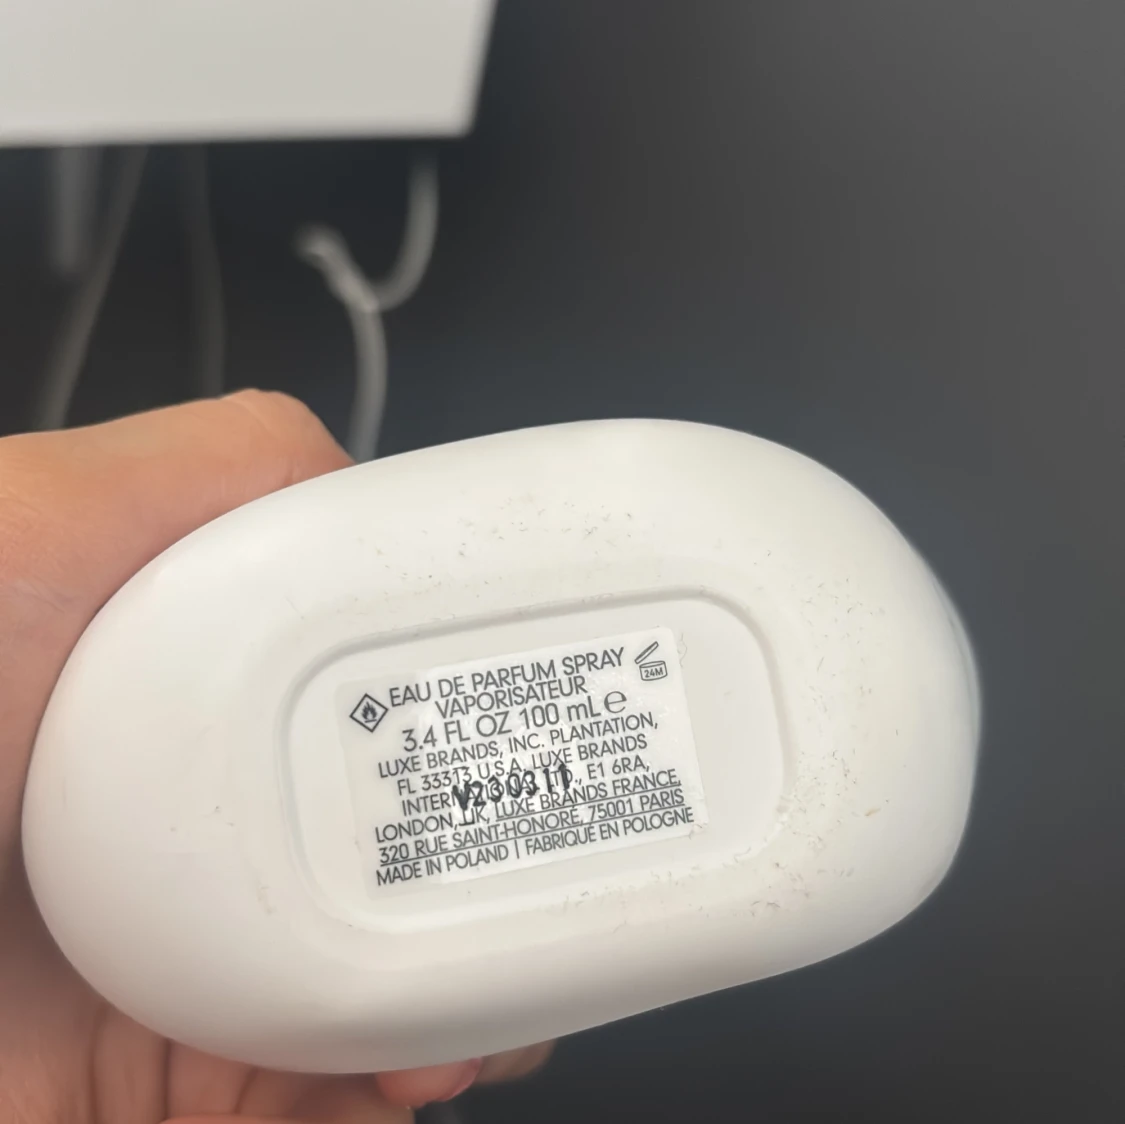 EAU DE PARFUM SPRAY
24M
VAPORISATEUR
3.4 FL OZ 100 mL ℮
LUXE BRANDS, INC. PLANTATION,
FL 33313 U.S.A. LUXE BRANDS
E1 6RA,
V230311
LONDON, UK, LUXE BRANDS FRANCE,
320 RUE SAINT-HONORÉ, 75001 PARIS
MADE IN POLAND | FABRIQUÉ EN POLOGNE